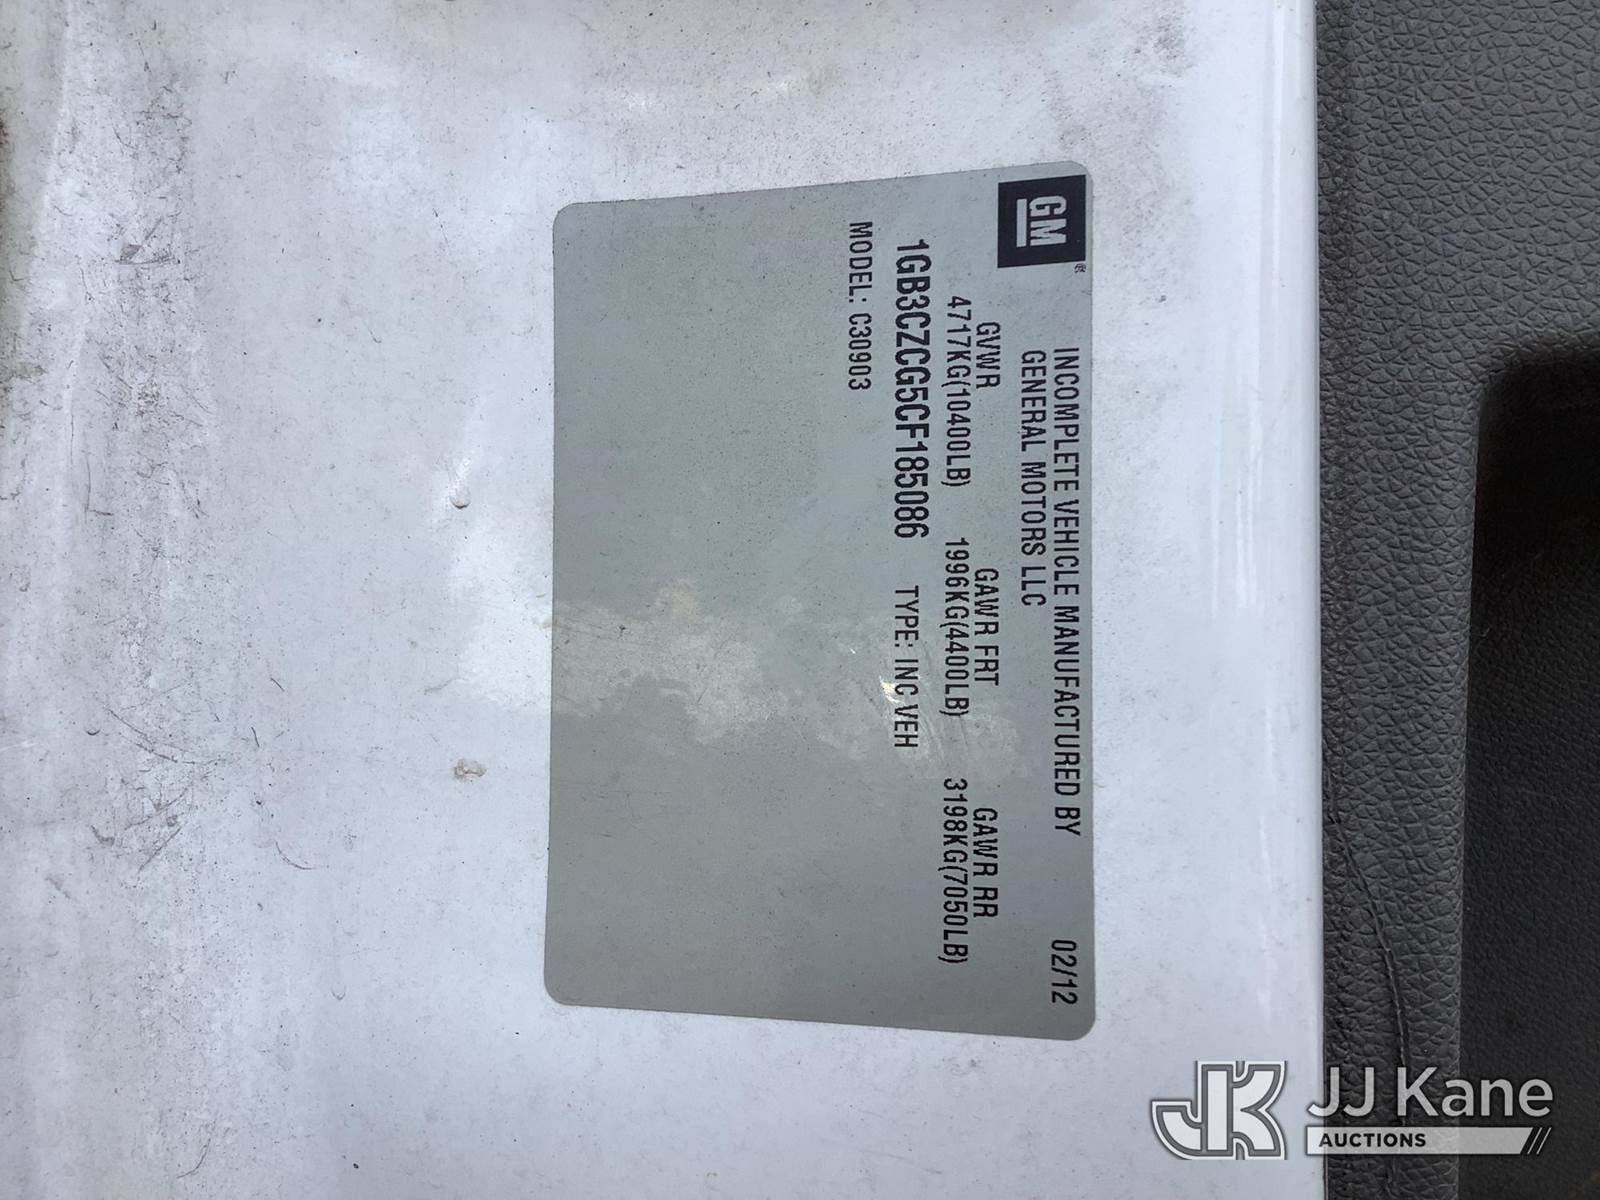 GM
INCOMPLETE VEHICLE MANUFACTURED BY 02/12
GENERAL MOTORS LLC
GVWR GAWR FRT GAWR RR
4717KG(10400LB) 1996KG(4400LB) 3198KG(7050LB)
1GB3CZCG5CF185086 TYPE: INC VEH
MODEL: C30903
JK JJ Kane
AUCTIONS